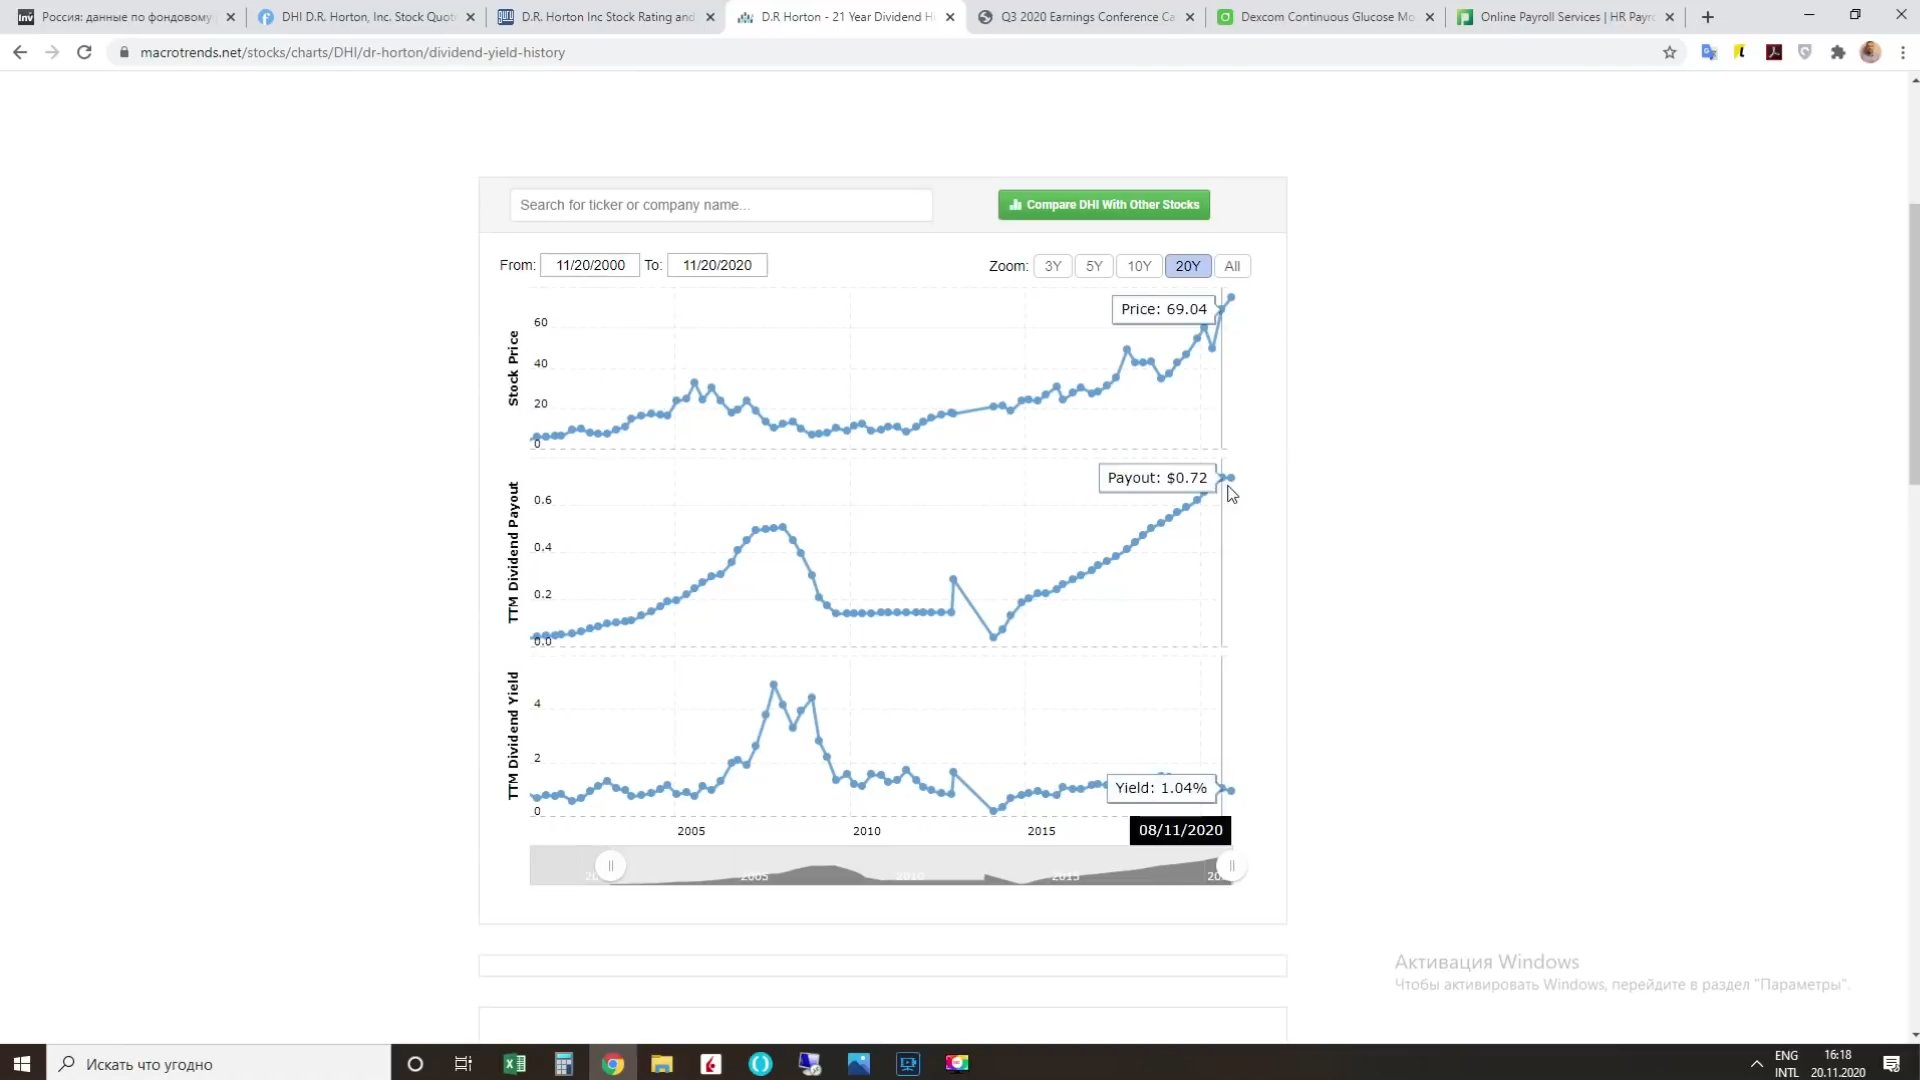 Россия: данные по фондовому
DHI D.R. Horton, Inc. Stock Quot
D.R. Horton Inc Stock Rating and
D.R Horton - 21 Year Dividend Hi
Q3 2020 Earnings Conference Ca
Dexcom Continuous Glucose Mo
Online Payroll Services | HR Payro
macrotrends.net/stocks/charts/DHI/dr-horton/dividend-yield-history
Search for ticker or company name...
Compare DHI With Other Stocks
From: 11/20/2000 To: 11/20/2020
Zoom: 3Y 5Y 10Y 20Y All
Stock Price
60
40
20
0
Price: 69.04
TTM Dividend Payout
0.6
0.4
0.2
0.0
Payout: $0.72
TTM Dividend Yield
4
2
0
Yield: 1.04%
2005 2010 2015
08/11/2020
2005 2010 2015
Активация Windows
Чтобы активировать Windows, перейдите в раздел "Параметры".
Искать что угодно
ENG
INTL
16:18
20.11.2020